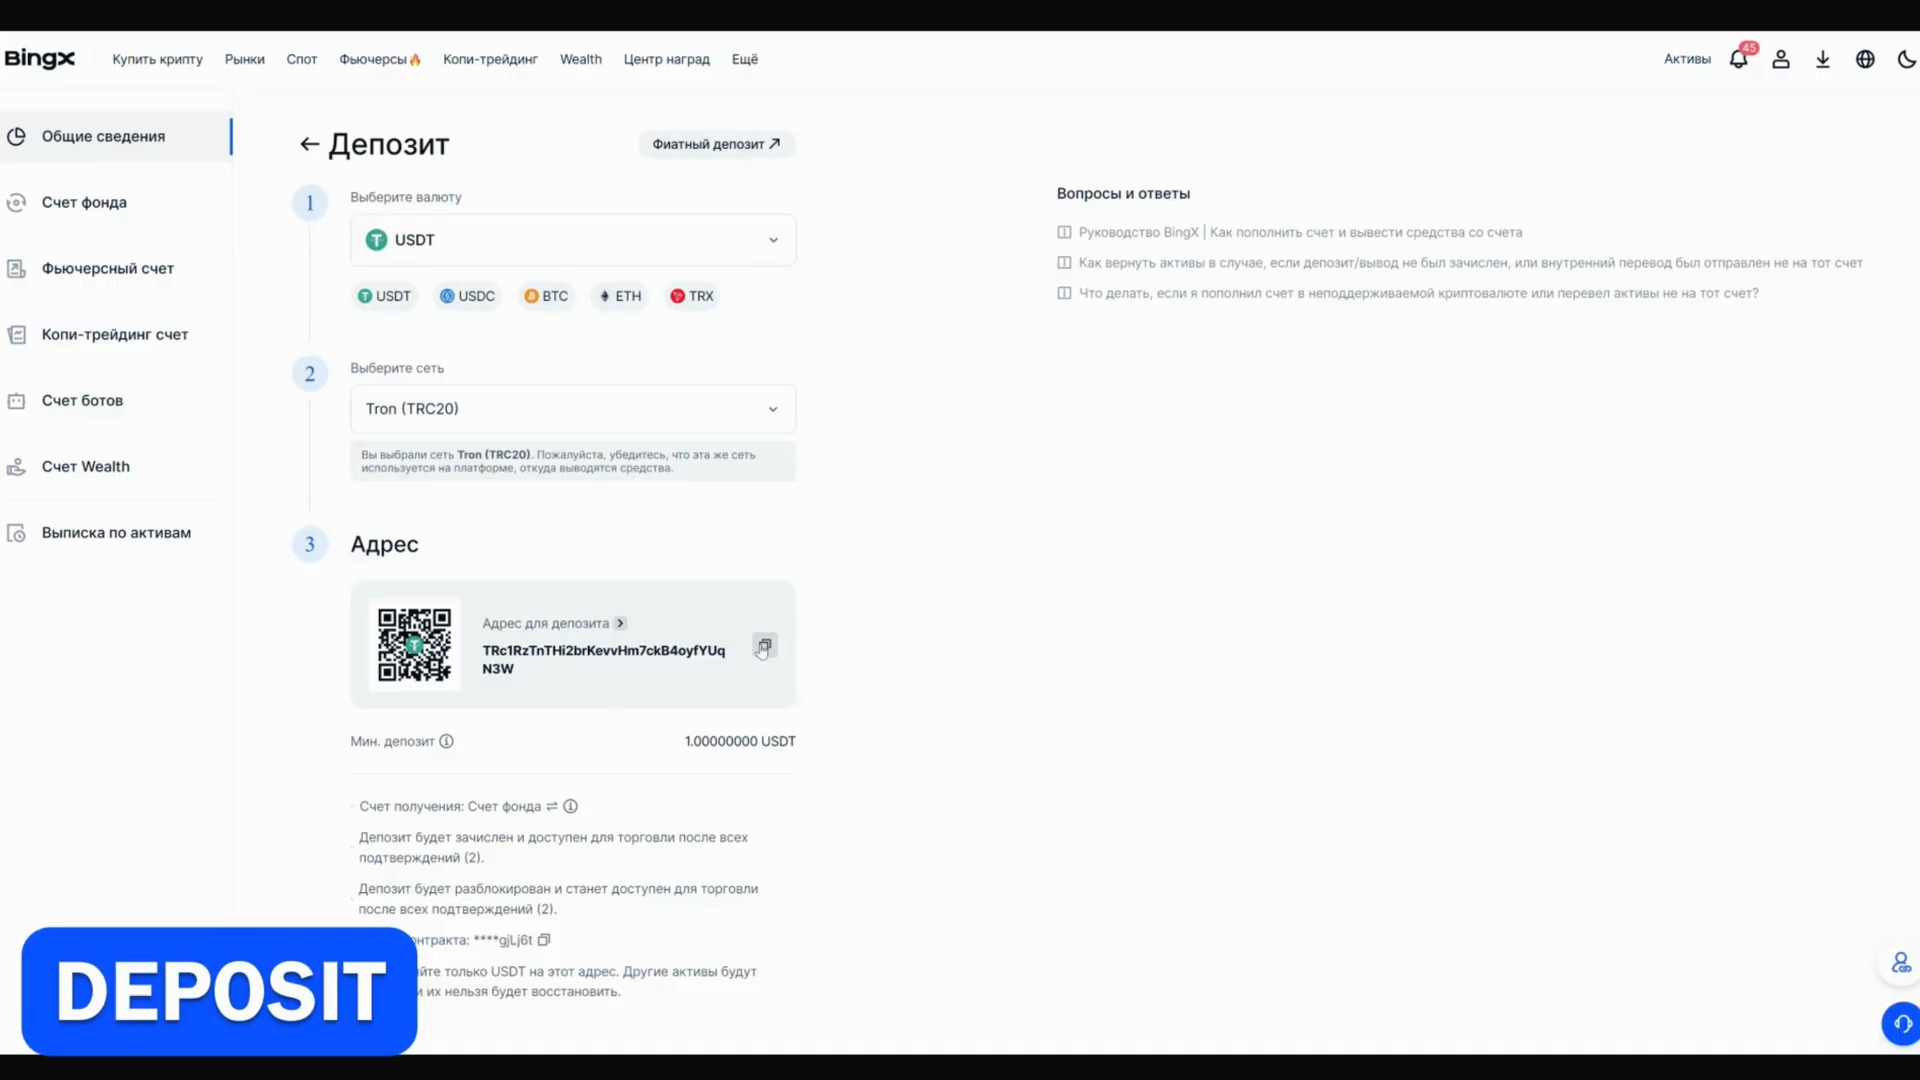 BingX
Купить крипту
Рынки
Спот
Фьючерсы
Копи-трейдинг
Wealth
Центр наград
Ещё
Активы
45
Общие сведения
Счет фонда
Фьючерсный счет
Копи-трейдинг счет
Счет ботов
Счет Wealth
Выписка по активам
Депозит
Фиатный депозит
1
Выберите валюту
USDT
USDT
USDC
BTC
ETH
TRX
2
Выберите сеть
Tron (TRC20)
Вы выбрали сеть Tron (TRC20). Пожалуйста, убедитесь, что эта же сеть
используется на платформе, откуда выводятся средства.
3
Адрес
Адрес для депозита
TRc1RzTnTHi2brKevvHm7ckB4oyfYUq
N3W
Мин. депозит
1.00000000 USDT
Счет получения: Счет фонда
Депозит будет зачислен и доступен для торговли после всех
подтверждений (2).
Депозит будет разблокирован и станет доступен для торговли
после всех подтверждений (2).
онтракта: ****gjLj6t
йте только USDT на этот адрес. Другие активы будут
и их нельзя будет восстановить.
Вопросы и ответы
Руководство BingX | Как пополнить счет и вывести средства со счета
Как вернуть активы в случае, если депозит/вывод не был зачислен, или внутренний перевод был отправлен не на тот счет
Что делать, если я пополнил счет в неподдерживаемой криптовалюте или перевел активы не на тот счет?
DEPOSIT